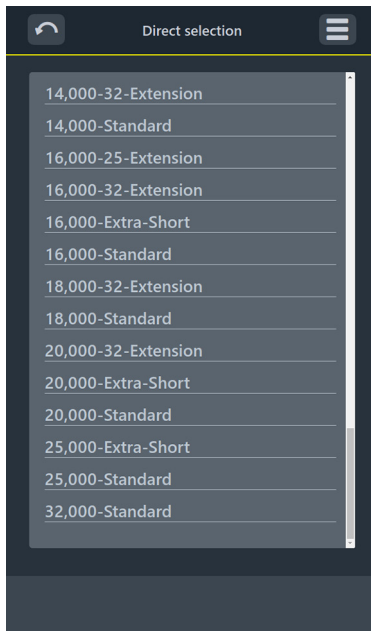 Direct selection
14,000-32-Extension
14,000-Standard
16,000-25-Extension
16,000-32-Extension
16,000-Extra-Short
16,000-Standard
18,000-32-Extension
18,000-Standard
20,000-32-Extension
20,000-Extra-Short
20,000-Standard
25,000-Extra-Short
25,000-Standard
32,000-Standard